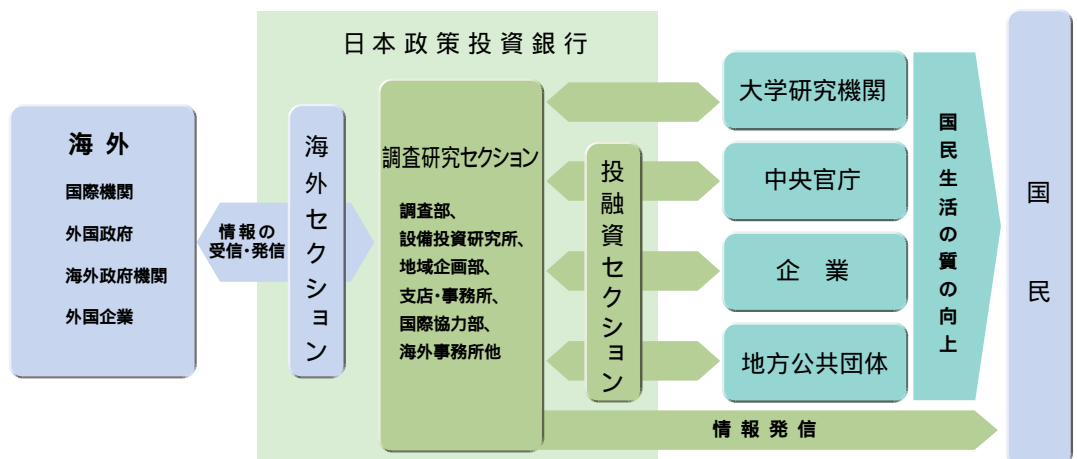 日本政策投資銀行
海外
国際機関
外国政府
海外政府機関
外国企業
情報の
受信・発信
海外セクション
調査研究セクション
調査部、
設備投資研究所、
地域企画部、
支店・事務所、
国際協力部、
海外事務所他
投融資セクション
大学研究機関
中央官庁
企業
地方公共団体
国民生活の質の向上
情報発信
国民